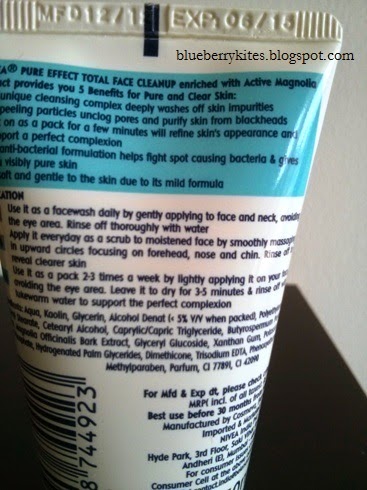 MFD12/15 EXP.06/18
blueberrykites.blogspot.com
PURE EFFECT TOTAL FACE CLEANUP enriched with Active Magnolia
provides you 5 Benefits for Pure and Clear Skin:
unique cleansing complex deeply washes off skin impurities
peeling particles unclog pores and purify skin from blackheads
on as a pack for a few minutes will refine skin's appearance and
a perfect complexion
anti-bacterial formulation helps fight spot causing bacteria & gives
visibly pure skin
and gentle to the skin due to its mild formula
Use it as a facewash daily by gently applying to face and neck, avoiding
the eye area. Rinse off thoroughly with water
Apply it everyday as a scrub to moistened face by smoothly massaging
in upward circles focusing on forehead, nose and chin. Rinse
reveal clearer skin
Use it as a pack 2-3 times a week by lightly applying it on your
avoiding the eye area. Leave it to dry for 3-5 minutes & rinse
lukewarm water to support the perfect complexion
Aqua, Kaolin, Glycerin, Alcohol Denat (< 5% V/V when packed),
Cetearyl Alcohol, Caprylic/Capric Triglyceride, Butyrospermum
Magnolia Officinalis Bark Extract, Glyceryl Glucoside, Xanthan Gum,
Hydrogenated Palm Glycerides, Dimethicone, Trisodium EDTA,
Methylparaben, Parfum, CI 77891, CI 42090
For Mfd & Exp dt, please check
MRP( incl. of all
Best use before 30 months from
Manufactured by
Imported &
NIVEA India
Hyde Park, 3rd Floor, Saki
Andheri (E),
For consumer
Consumer Cell at the
8 744923